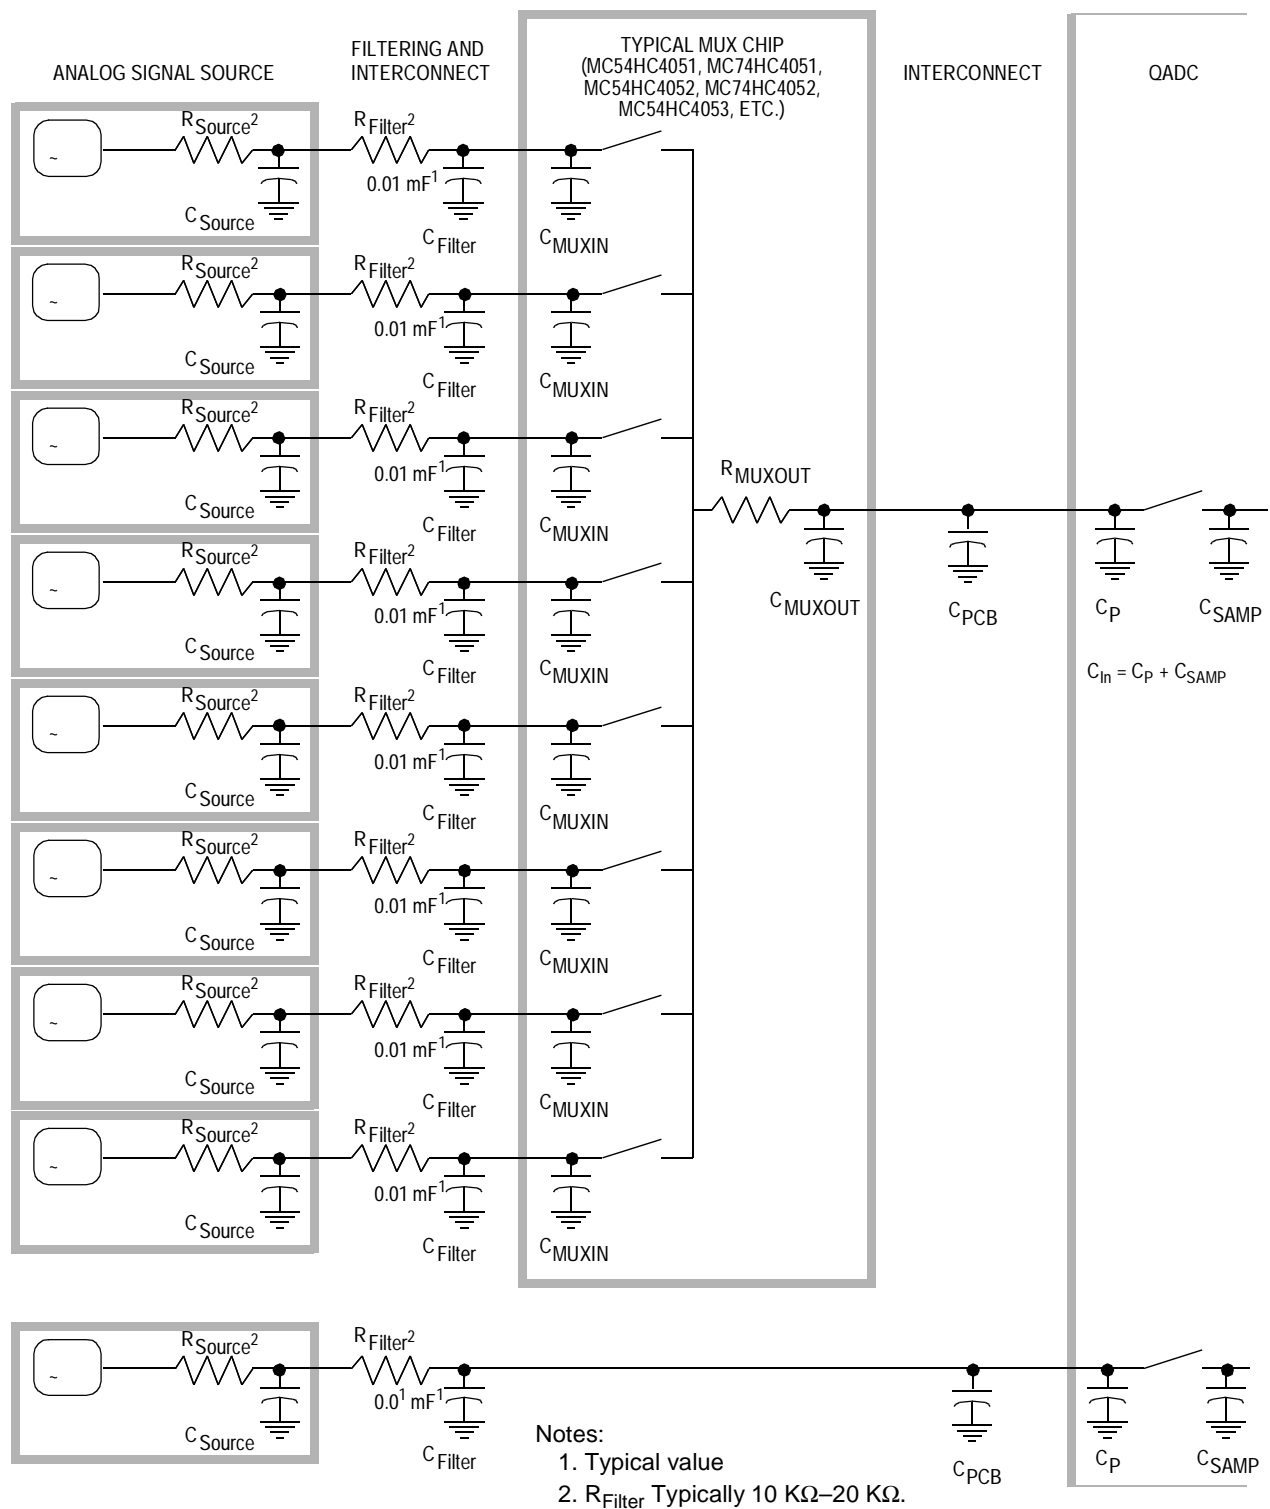 ANALOG SIGNAL SOURCE
FILTERING AND
INTERCONNECT
TYPICAL MUX CHIP
(MC54HC4051, MC74HC4051,
MC54HC4052, MC74HC4052,
MC54HC4053, ETC.)
INTERCONNECT
QADC
~
RSource2
CSource
RFilter2
0.01 mF1
CFilter
CMUXIN
~
RSource2
CSource
RFilter2
0.01 mF1
CFilter
CMUXIN
~
RSource2
CSource
RFilter2
0.01 mF1
CFilter
CMUXIN
~
RSource2
CSource
RFilter2
0.01 mF1
CFilter
CMUXIN
~
RSource2
CSource
RFilter2
0.01 mF1
CFilter
CMUXIN
~
RSource2
CSource
RFilter2
0.01 mF1
CFilter
CMUXIN
~
RSource2
CSource
RFilter2
0.01 mF1
CFilter
CMUXIN
~
RSource2
CSource
RFilter2
0.01 mF1
CFilter
CMUXIN
RMUXOUT
CMUXOUT
CPCB
CP
CSAMP
CIn = CP + CSAMP
~
RSource2
CSource
RFilter2
0.01 mF1
CFilter
CPCB
CP
CSAMP
Notes:
1. Typical value
2. RFilter Typically 10 KΩ–20 KΩ.